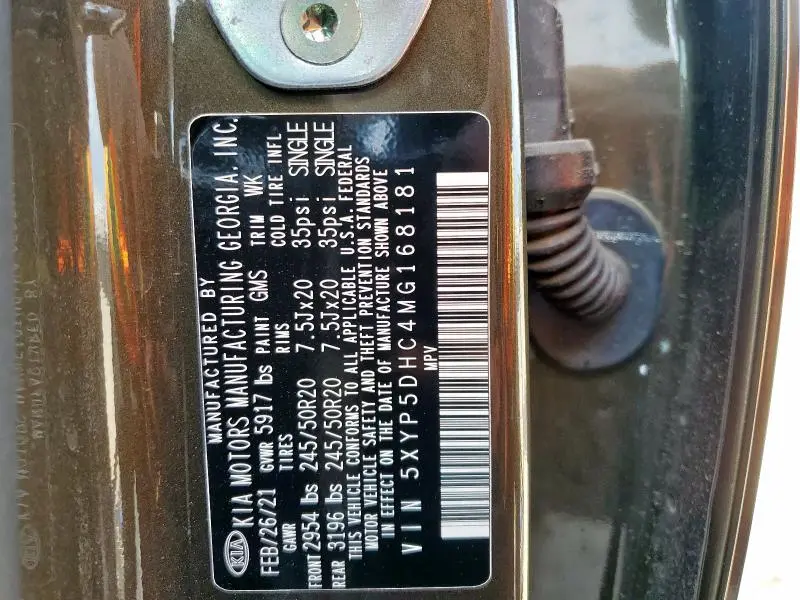 MANUFACTURED BY
KIA KIA MOTORS MANUFACTURING GEORGIA, INC.
FEB/26/21 GVWR 5917 lbs PAINT GMS TRIM WK
GAWR TIRES RIMS COLD TIRE INFL
FRONT 2954 lbs 245/50R20 7.5Jx20 35psi SINGLE
REAR 3196 lbs 245/50R20 7.5Jx20 35psi SINGLE
THIS VEHICLE CONFORMS TO ALL APPLICABLE U.S.A. FEDERAL
MOTOR VEHICLE SAFETY AND THEFT PREVENTION STANDARDS
IN EFFECT ON THE DATE OF MANUFACTURE SHOWN ABOVE
VIN 5XYP5DHC4MG168181
MPV